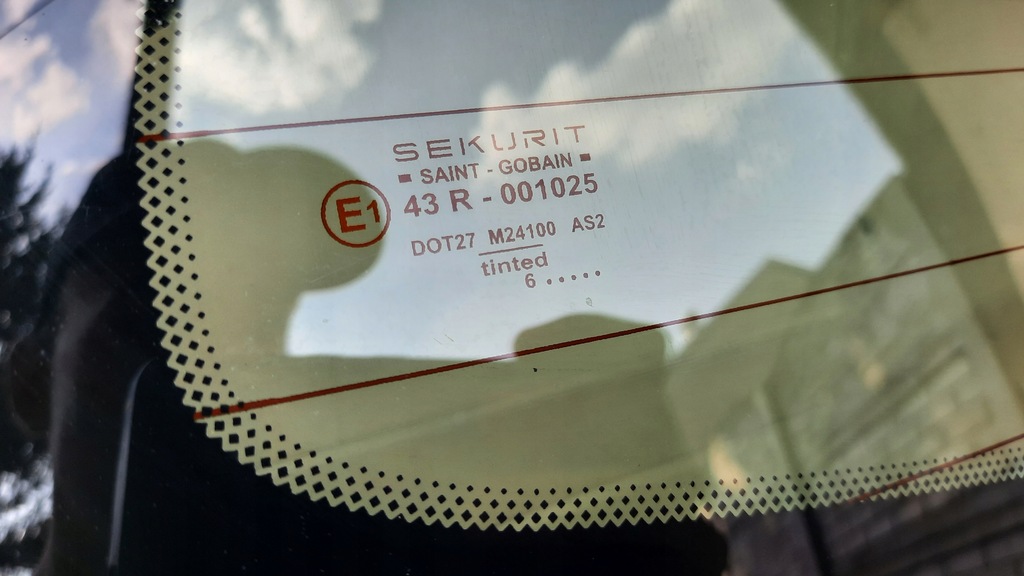 SEKURIT
SAINT - GOBAIN
E1
43 R - 001025
DOT27 M24100 AS2
tinted
6 .....